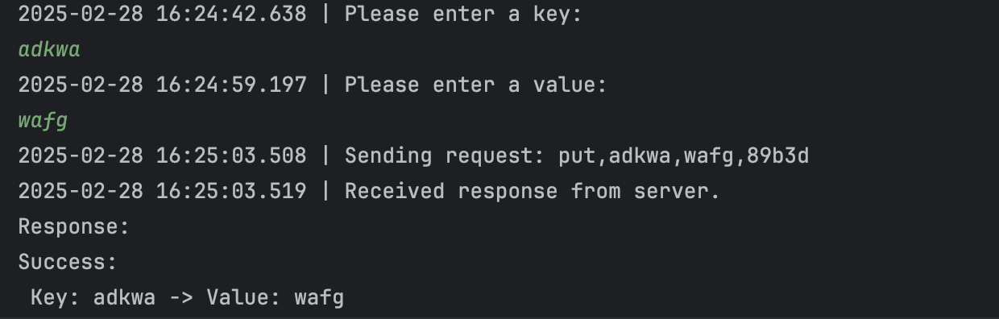 2025-02-28 16:24:42.638 | Please enter a key:
adkwa
2025-02-28 16:24:59.197 | Please enter a value:
wafg
2025-02-28 16:25:03.508 | Sending request: put,adkwa,wafg,89b3d
2025-02-28 16:25:03.519 | Received response from server.
Response:
Success:
 Key: adkwa -> Value: wafg